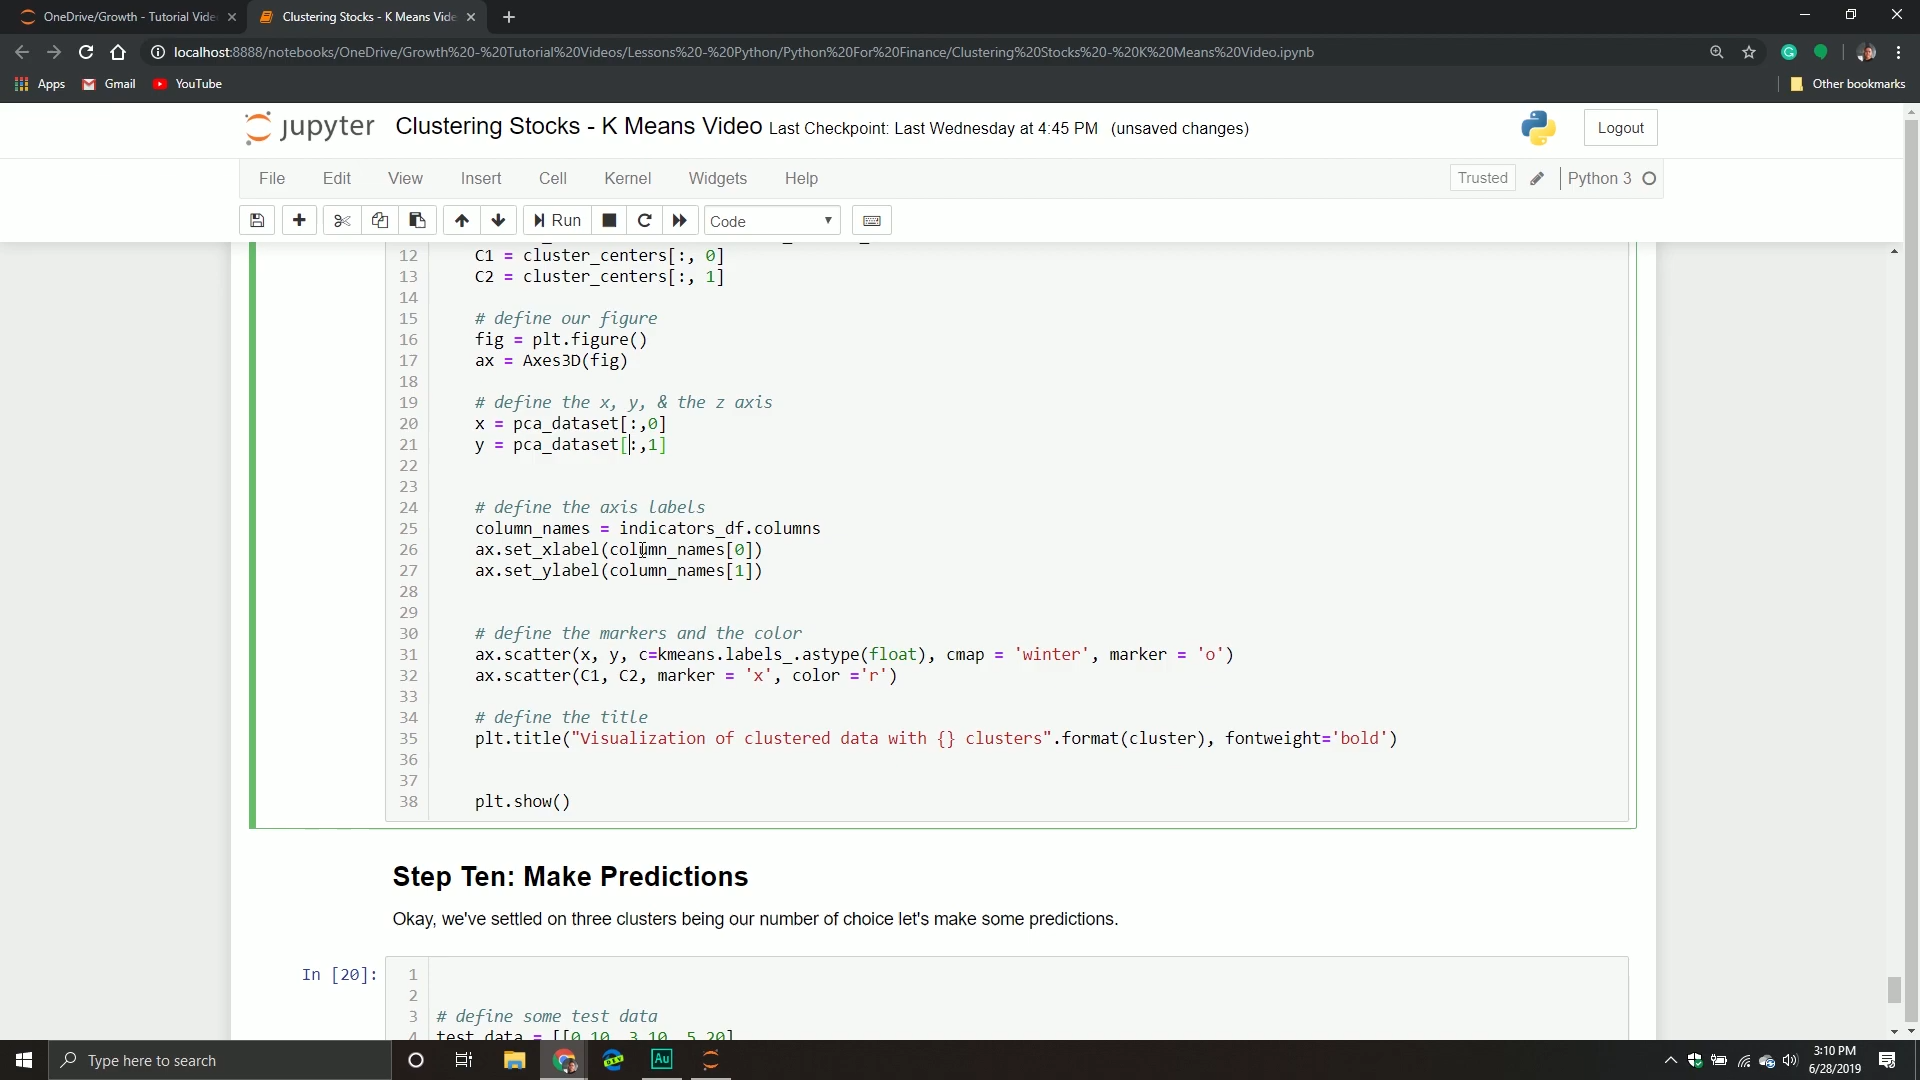 OneDrive/Growth - Tutorial Vide
Clustering Stocks - K Means Vide
localhost:8888/notebooks/OneDrive/Growth%20-%20Tutorial%20Videos/Lessons%20-%20Python/Python%20For%20Finance/Clustering%20Stocks%20-%20K%20Means%20Video.ipynb
Apps Gmail YouTube Other bookmarks
jupyter Clustering Stocks - K Means Video Last Checkpoint: Last Wednesday at 4:45 PM (unsaved changes) Logout
File Edit View Insert Cell Kernel Widgets Help Trusted Python 3
Run Code
12 C1 = cluster_centers[:, 0]
13 C2 = cluster_centers[:, 1]
14
15 # define our figure
16 fig = plt.figure()
17 ax = Axes3D(fig)
18
19 # define the x, y, & the z axis
20 x = pca_dataset[:,0]
21 y = pca_dataset[:,1]
22
23
24 # define the axis labels
25 column_names = indicators_df.columns
26 ax.set_xlabel(column_names[0])
27 ax.set_ylabel(column_names[1])
28
29
30 # define the markers and the color
31 ax.scatter(x, y, c=kmeans.labels_.astype(float), cmap = 'winter', marker = 'o')
32 ax.scatter(C1, C2, marker = 'x', color ='r')
33
34 # define the title
35 plt.title("Visualization of clustered data with {} clusters".format(cluster), fontweight='bold')
36
37
38 plt.show()
Step Ten: Make Predictions
Okay, we've settled on three clusters being our number of choice let's make some predictions.
In [20]: 1
2
3 # define some test data
4 test_data = [[0.10, 3.10, 5.20]
Type here to search
Au
3:10 PM
6/28/2019